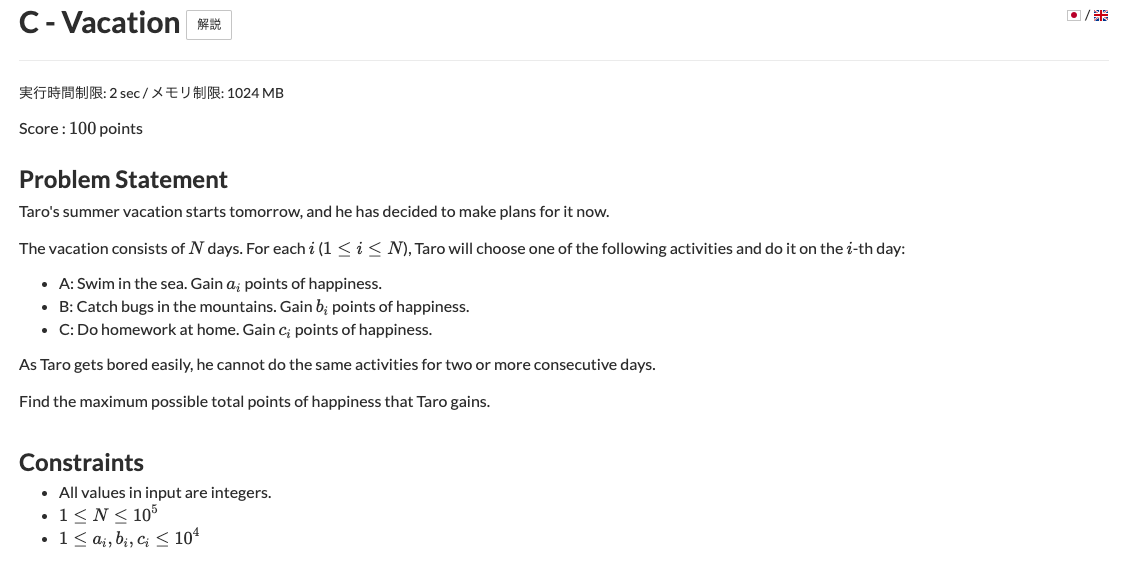 C - Vacation 解説
/
実行時間制限: 2 sec / メモリ制限: 1024 MB
Score : 100 points
Problem Statement
Taro's summer vacation starts tomorrow, and he has decided to make plans for it now.
The vacation consists of N days. For each i (1 ≤ i ≤ N), Taro will choose one of the following activities and do it on the i-th day:
• A: Swim in the sea. Gain a_i points of happiness.
• B: Catch bugs in the mountains. Gain b_i points of happiness.
• C: Do homework at home. Gain c_i points of happiness.
As Taro gets bored easily, he cannot do the same activities for two or more consecutive days.
Find the maximum possible total points of happiness that Taro gains.
Constraints
• All values in input are integers.
• 1 ≤ N ≤ 10^5
• 1 ≤ a_i, b_i, c_i ≤ 10^4